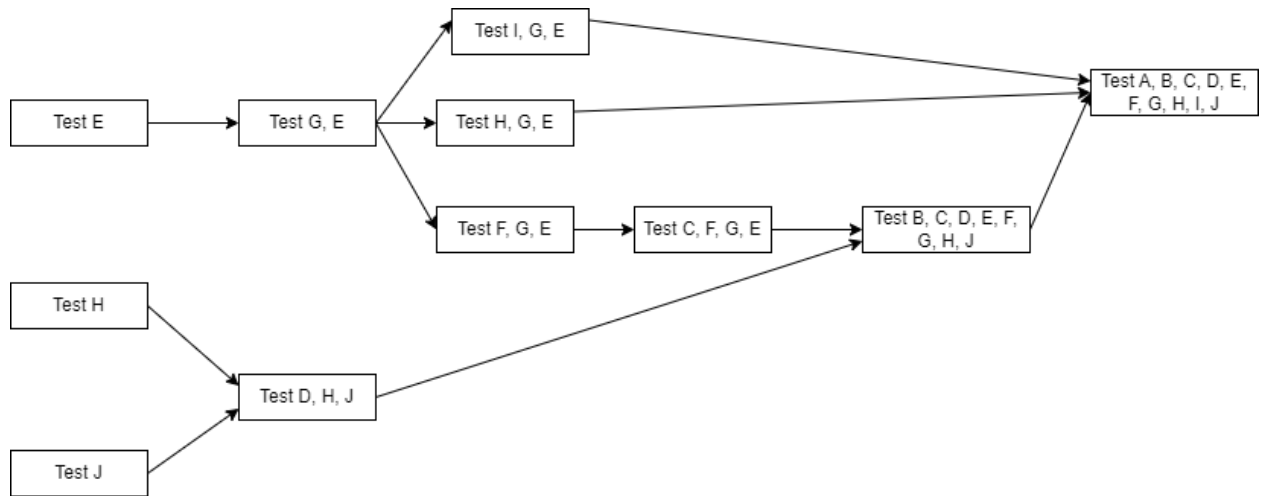 Test I, G, E
Test A, B, C, D, E,
F, G, H, I, J
Test E
Test G, E
Test H, G, E
Test F, G, E
Test C, F, G, E
Test B, C, D, E, F,
G, H, J
Test H
Test D, H, J
Test J